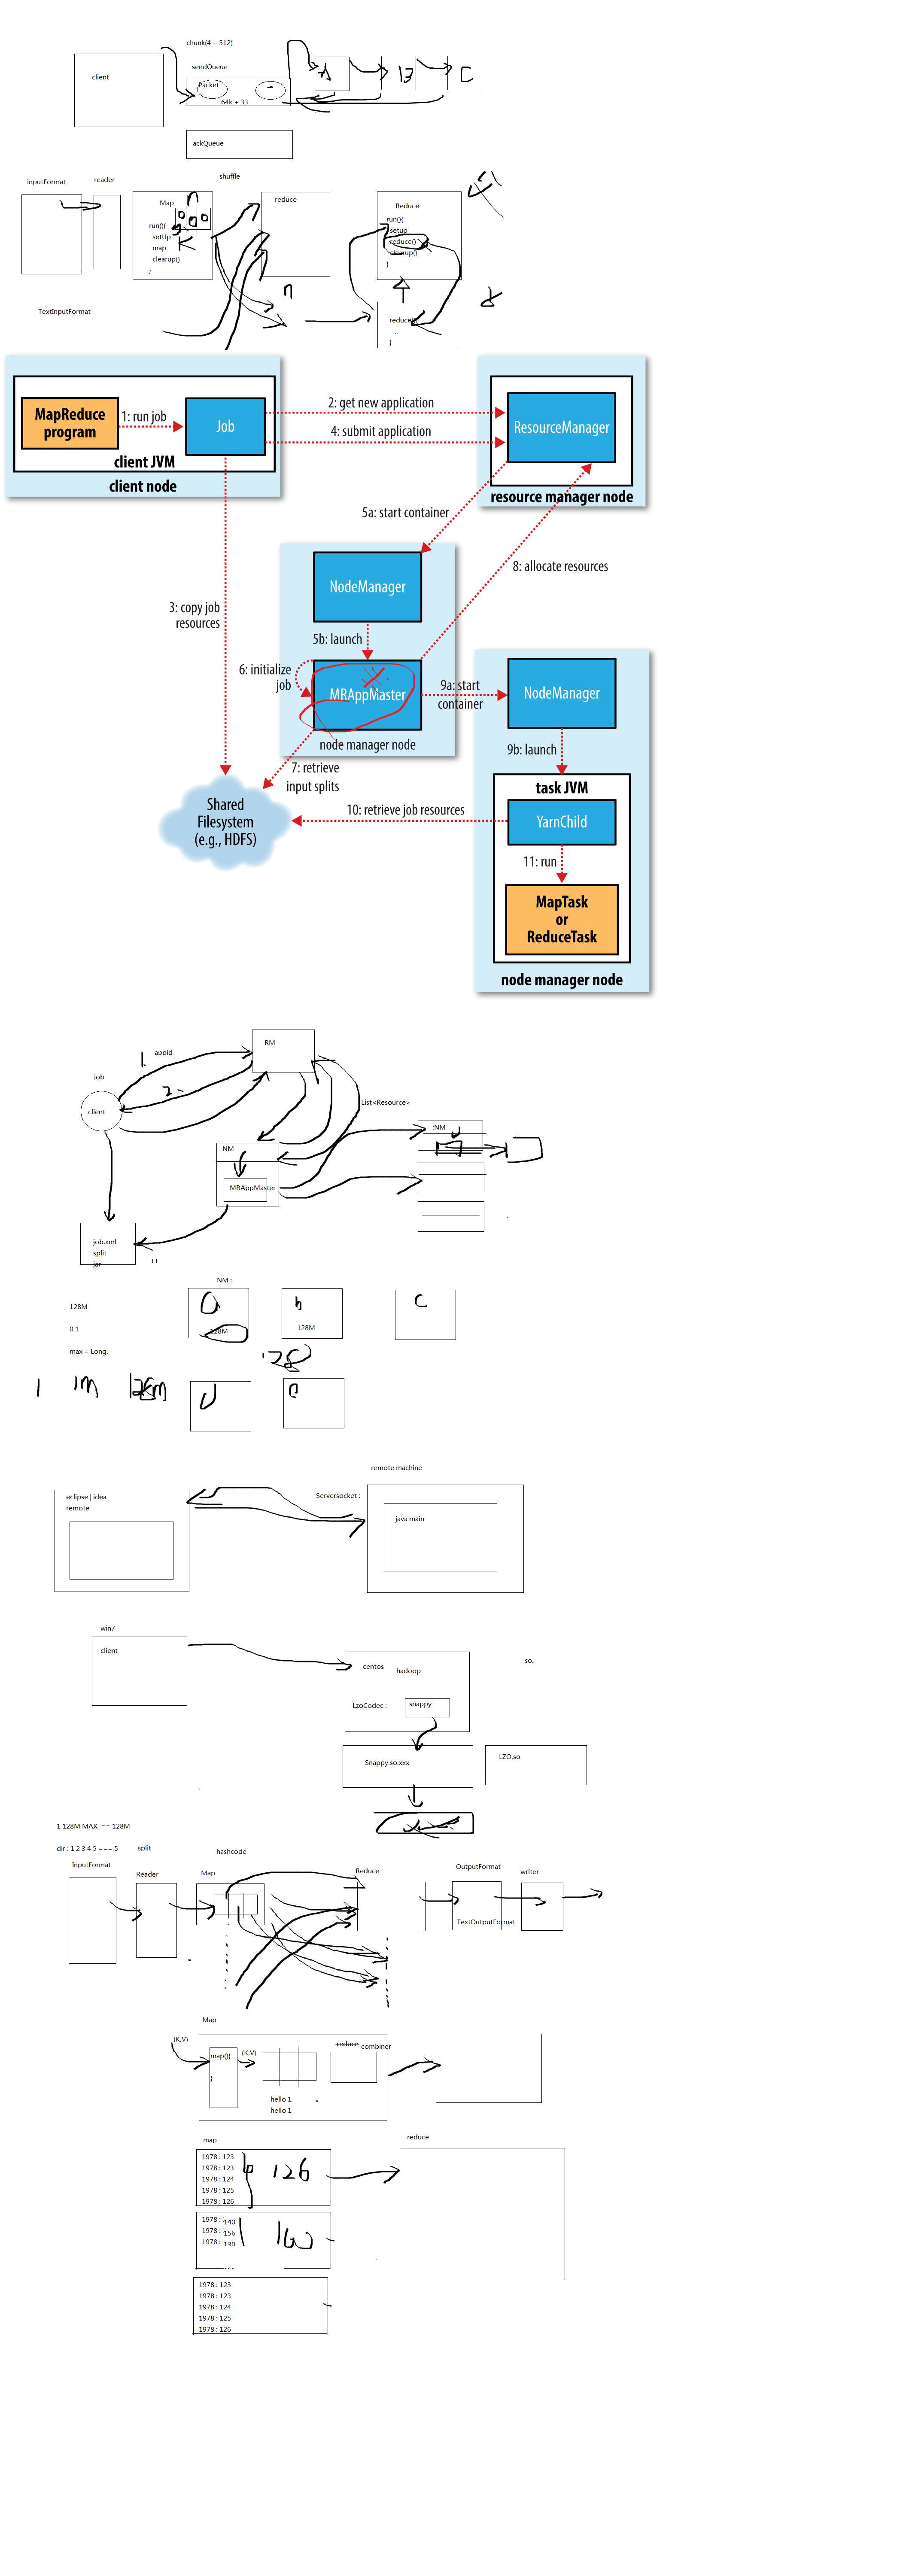 chunk(4 + 512)
sendQueue
client
Packet
64k + 33
A
B
C
ackQueue
shuffle
inputFormat
reader
Map
n
run(){
setUp
map
clearup()
}
reduce
Reduce
run(){
setup
reduce()
clearup()
}
n
TextInputFormat
reduce(){
..
}
MapReduce
program
1: run job
Job
client JVM
client node
2: get new application
4: submit application
ResourceManager
resource manager node
5a: start container
8: allocate resources
NodeManager
3: copy job
resources
5b: launch
6: initialize
job
MRAppMaster
9a: start
container
NodeManager
node manager node
7: retrieve
input splits
9b: launch
Shared
Filesystem
(e.g., HDFS)
10: retrieve job resources
task JVM
YarnChild
11: run
MapTask
or
ReduceTask
node manager node
RM
1.
appid
job
2
client
List<Resource>
:NM
NM
MRAppMaster
job.xml
split
jar
NM :
128M
a
h
c
0 1
128M
128M
max = Long.
128
1
1m
128m
e
remote machine
eclipse | idea
remote
Serversocket :
java main
win7
client
centos
hadoop
so.
LzoCodec :
snappy
Snappy.so.xxx
LZO.so
1 128M MAX == 128M
dir : 1 2 3 4 5 === 5
split
hashcode
InputFormat
Reader
Map
Reduce
OutputFormat
writer
TextOutputFormat
Map
(K,V)
map(){
}
(K,V)
reduce combiner
hello 1
hello 1
map
reduce
1978 : 123
1978 : 123
1978 : 124
1978 : 125
1978 : 126
126
1978 : 140
1978 : 156
1978 : 130
160
1978 : 123
1978 : 123
1978 : 124
1978 : 125
1978 : 126